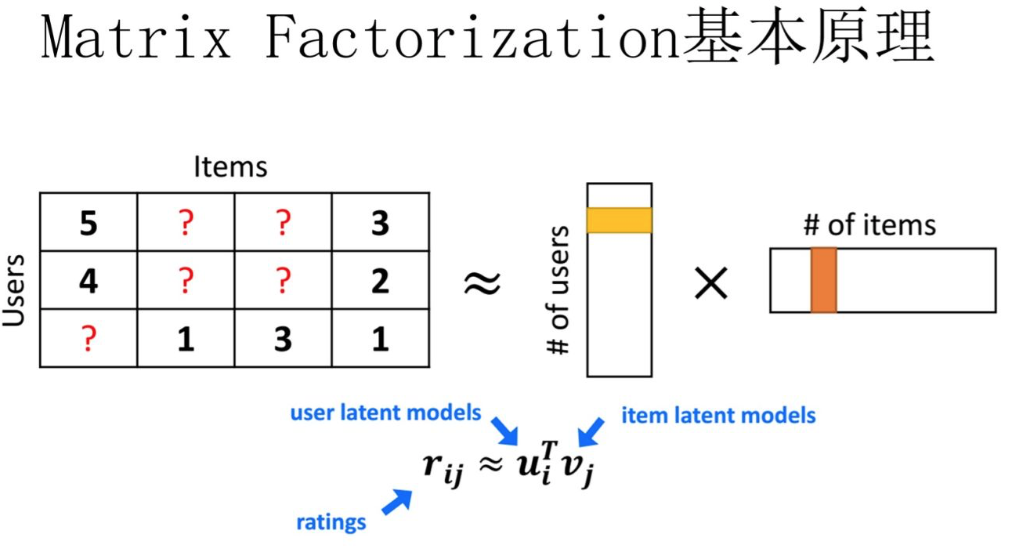 Matrix Factorization基本原理
Items
Users
5 ? ? 3
4 ? ? 2
? 1 3 1
≈
# of users
×
# of items
user latent models
item latent models
r_{ij} ≈ u_i^T v_j
ratings